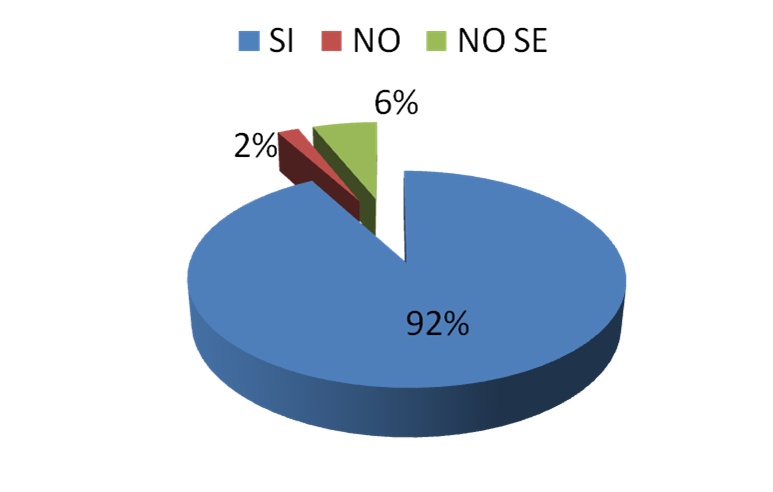 SI NO NO SE
6%
2%
92%